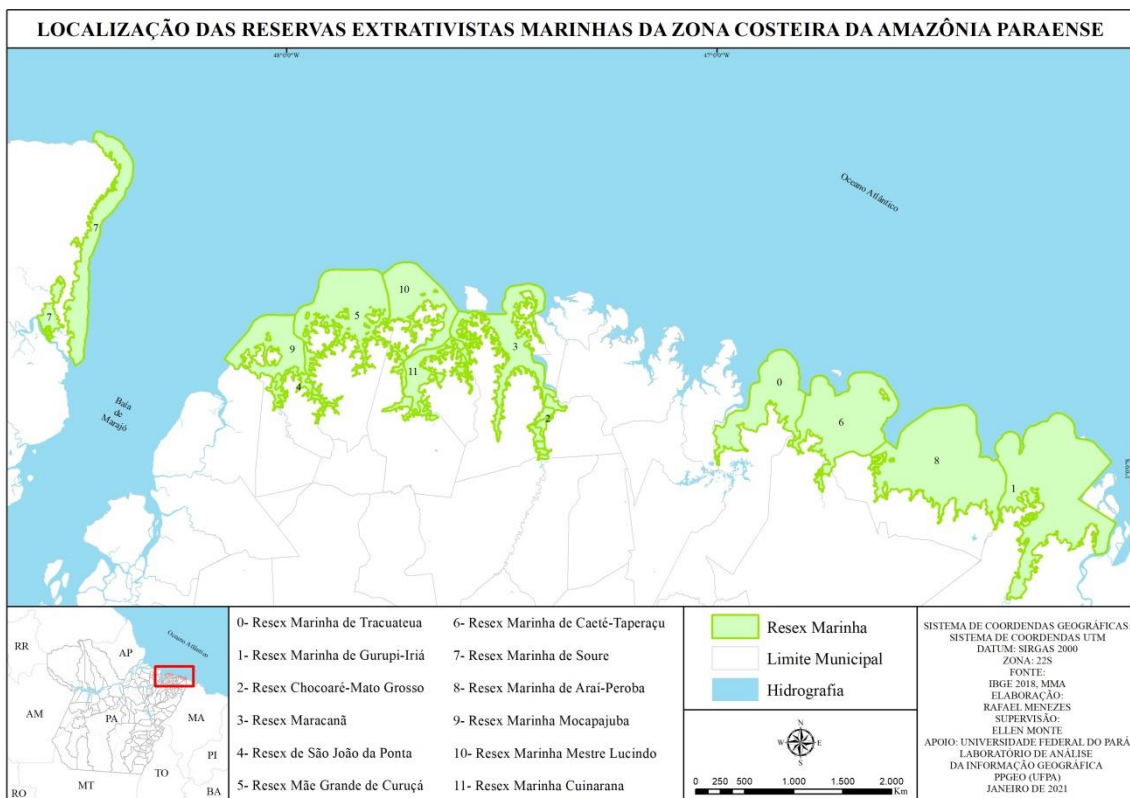 LOCALIZAÇÃO DAS RESERVAS EXTRATIVISTAS MARINHAS DA ZONA COSTEIRA DA AMAZÔNIA PARAENSE
48°0'0"W
47°0'0"W
Oceano Atlântico
7
10
5
7
9
3
0
11
4
2
6
8
1
Baía
de
Marajó
0- Resex Marinha de Tracuateua
1- Resex Marinha de Gurupi-Iriá
2- Resex Chocoaré-Mato Grosso
3- Resex Maracanã
4- Resex de São João da Ponta
5- Resex Mãe Grande de Curuçá
6- Resex Marinha de Caeté-Taperaçu
7- Resex Marinha de Soure
8- Resex Marinha de Arai-Peroba
9- Resex Marinha Mocapajuba
10- Resex Marinha Mestre Lucindo
11- Resex Marinha Cuinarana
Resex Marinha
Limite Municipal
Hidrografia
N
W
E
S
0 250 500 1.000 1.500 2.000
Km
SISTEMA DE COORDENDAS GEOGRÁFICAS:
SISTEMA DE COORDENDAS UTM
DATUM: SIRGAS 2000
ZONA: 22S
FONTE:
IBGE 2018, MMA
ELABORAÇÃO:
RAFAEL MENEZES
SUPERVISÃO:
ELLEN MONTE
APOIO: UNIVERSIDADE FEDERAL DO PARÁ
LABORATÓRIO DE ANÁLISE
DA INFORMAÇÃO GEOGRÁFICA
PPGEO (UFPA)
JANEIRO DE 2021
Oceano Atlântico
RR
AP
AM
PA
MA
PI
TO
MT
RO
BA